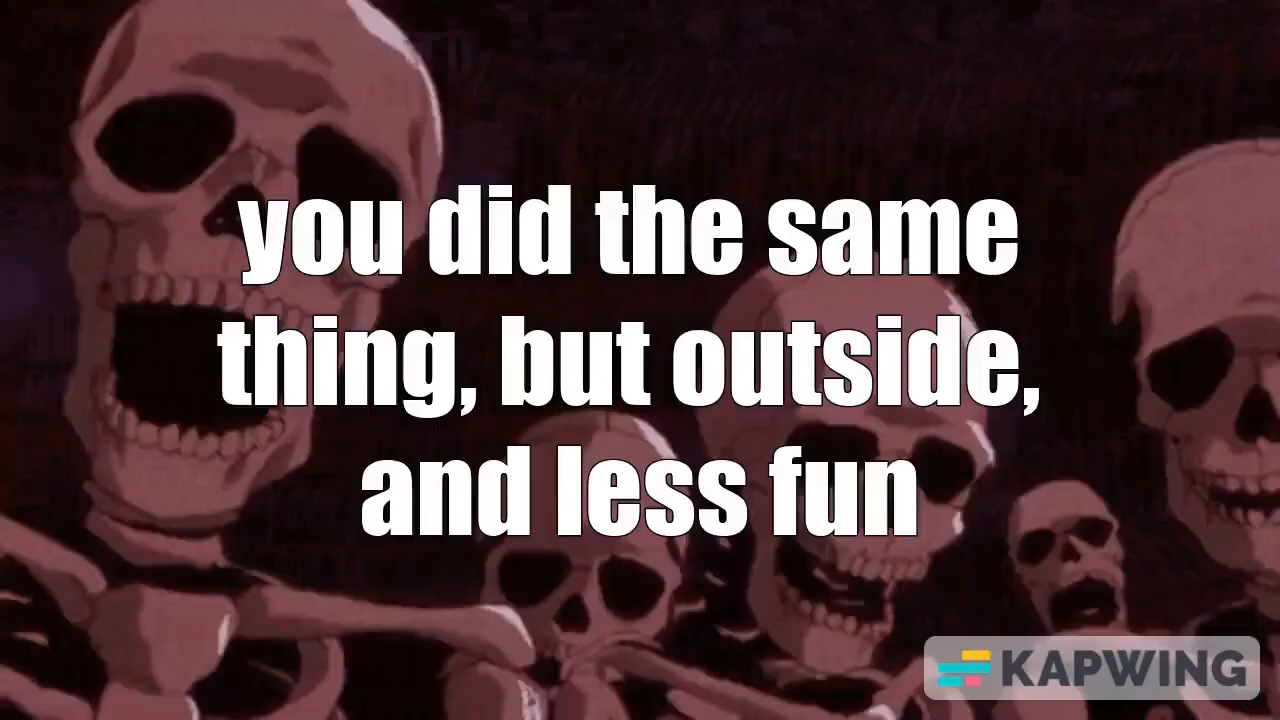 you did the same
thing, but outside,
and less fun
KAPWING